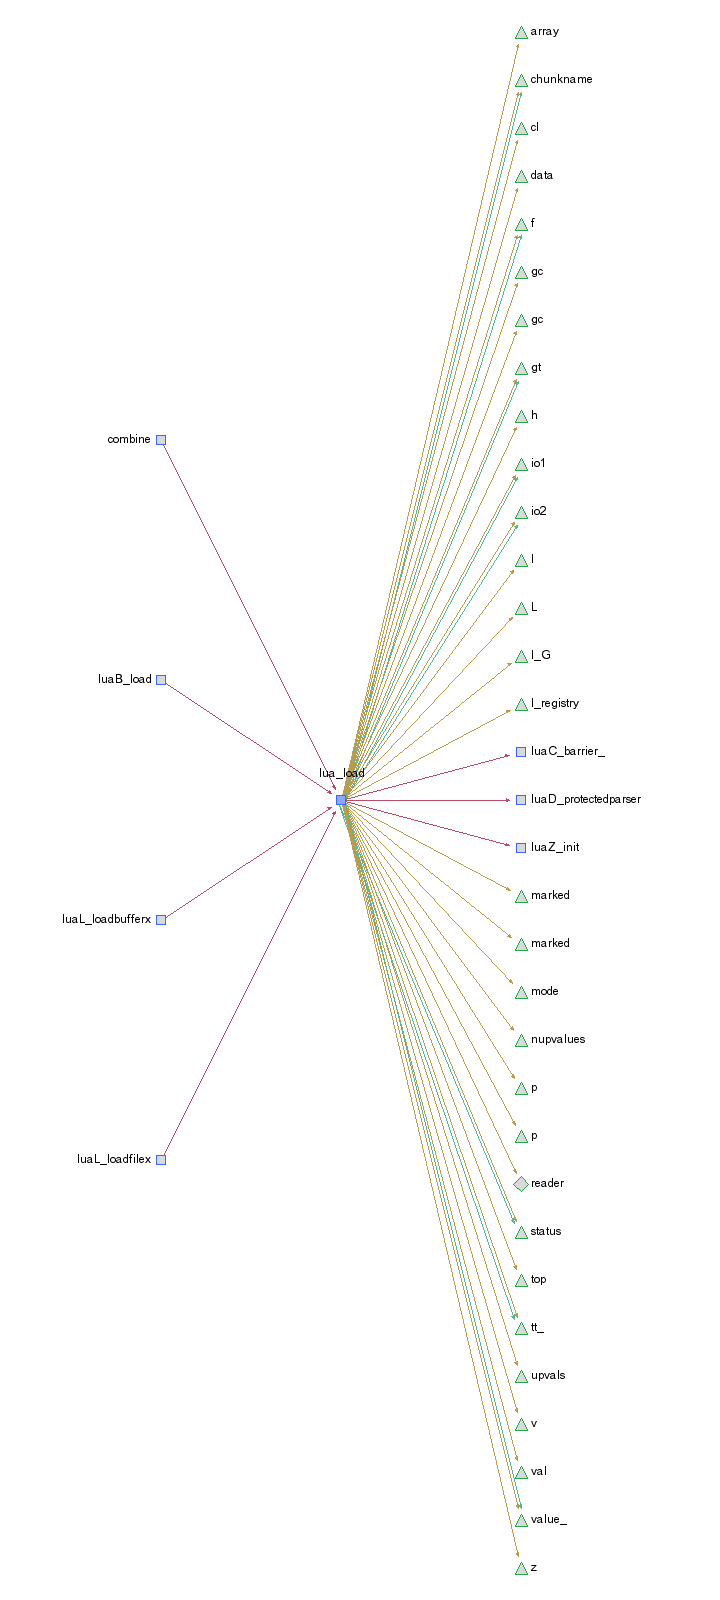 array
chunkname
cl
data
f
gc
gc
gt
h
io1
io2
l
L
l_G
l_registry
luaC_barrier_
luaD_protectedparser
luaZ_init
marked
marked
mode
nupvalues
p
p
reader
status
top
tt_
upvals
v
val
value_
z
combine
luaB_load
lua_load
luaL_loadbufferx
luaL_loadfilex